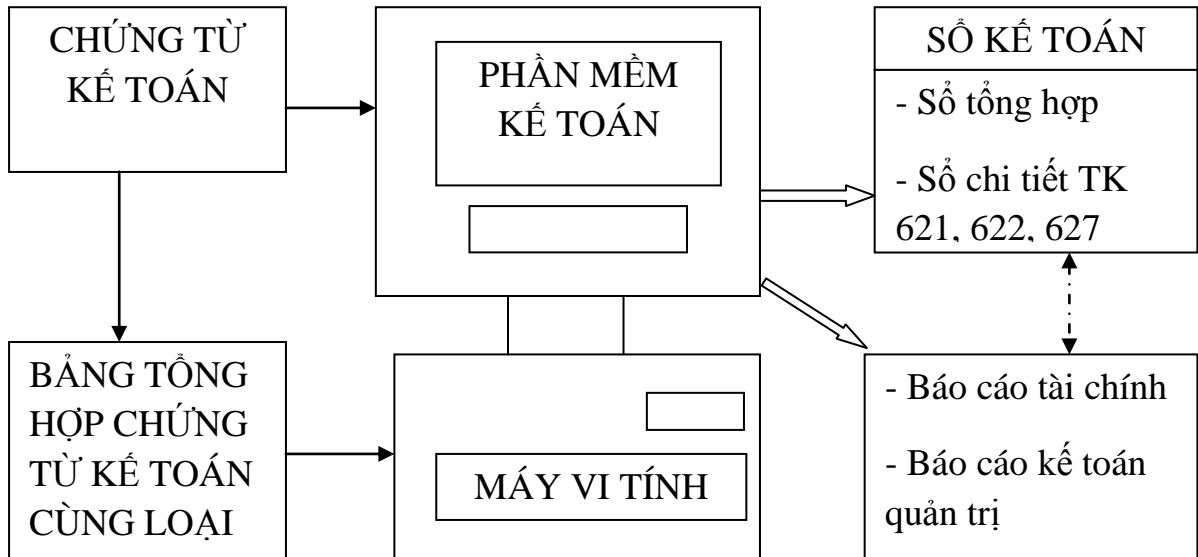 CHỨNG TỪ
KẾ TOÁN
PHẦN MỀM
KẾ TOÁN
SỔ KẾ TOÁN
- Sổ tổng hợp
- Sổ chi tiết TK
621, 622, 627
BẢNG TỔNG
HỢP CHỨNG
TỪ KẾ TOÁN
CÙNG LOẠI
MÁY VI TÍNH
- Báo cáo tài chính
- Báo cáo kế toán
quản trị